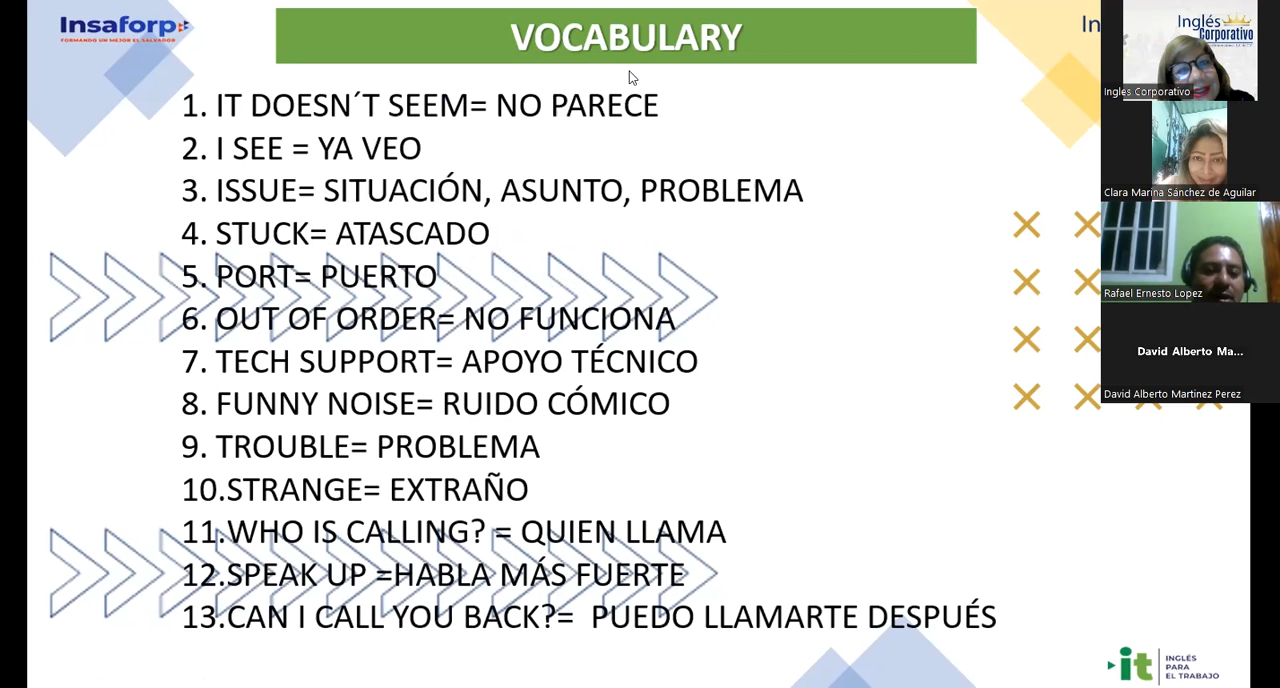 Insaforp
FORMANDO UN MEJOR EL SALVADOR
VOCABULARY
In
1. IT DOESN´T SEEM= NO PARECE
2. I SEE = YA VEO
3. ISSUE= SITUACIÓN, ASUNTO, PROBLEMA
4. STUCK= ATASCADO
5. PORT= PUERTO
6. OUT OF ORDER= NO FUNCIONA
7. TECH SUPPORT= APOYO TÉCNICO
8. FUNNY NOISE= RUIDO CÓMICO
9. TROUBLE= PROBLEMA
10.STRANGE= EXTRAÑO
11.WHO IS CALLING? = QUIEN LLAMA
12.SPEAK UP =HABLA MÁS FUERTE
13.CAN I CALL YOU BACK?=  PUEDO LLAMARTE DESPUÉS
Inglés
Corporativo
Ingles Corporativo
Clara Marina Sánchez de Aguilar
Rafael Ernesto Lopez
David Alberto Ma...
David Alberto Martinez Perez
it
INGLÉS
PARA
EL TRABAJO